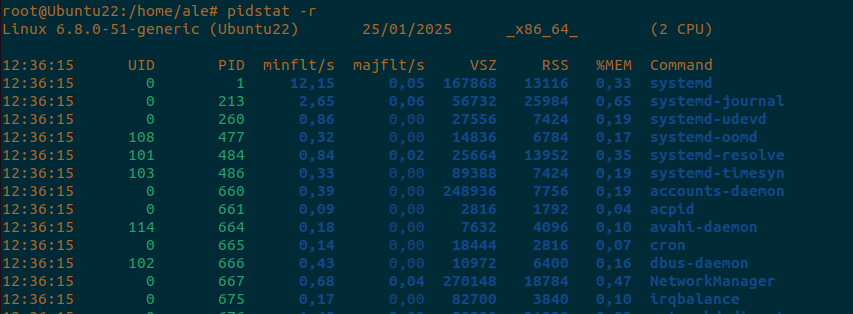 root@Ubuntu22:/home/ale# pidstat -r
Linux 6.8.0-51-generic (Ubuntu22) 25/01/2025 _x86_64_ (2 CPU)
12:36:15 UID PID minflt/s majflt/s VSZ RSS %MEM Command
12:36:15 0 1 12,15 0,05 167868 13116 0,33 systemd
12:36:15 0 213 2,65 0,06 56732 25984 0,65 systemd-journal
12:36:15 0 260 0,86 0,00 27556 7424 0,19 systemd-udevd
12:36:15 108 477 0,32 0,00 14836 6784 0,17 systemd-oomd
12:36:15 101 484 0,84 0,02 25664 13952 0,35 systemd-resolve
12:36:15 103 486 0,33 0,00 89388 7424 0,19 systemd-timesyn
12:36:15 0 660 0,39 0,00 248936 7756 0,19 accounts-daemon
12:36:15 0 661 0,09 0,00 2816 1792 0,04 acpid
12:36:15 114 664 0,18 0,00 7632 4096 0,10 avahi-daemon
12:36:15 0 665 0,14 0,00 18444 2816 0,07 cron
12:36:15 102 666 0,43 0,00 10972 6400 0,16 dbus-daemon
12:36:15 0 667 0,68 0,04 270148 18784 0,47 NetworkManager
12:36:15 0 675 0,17 0,00 82700 3840 0,10 irqbalance